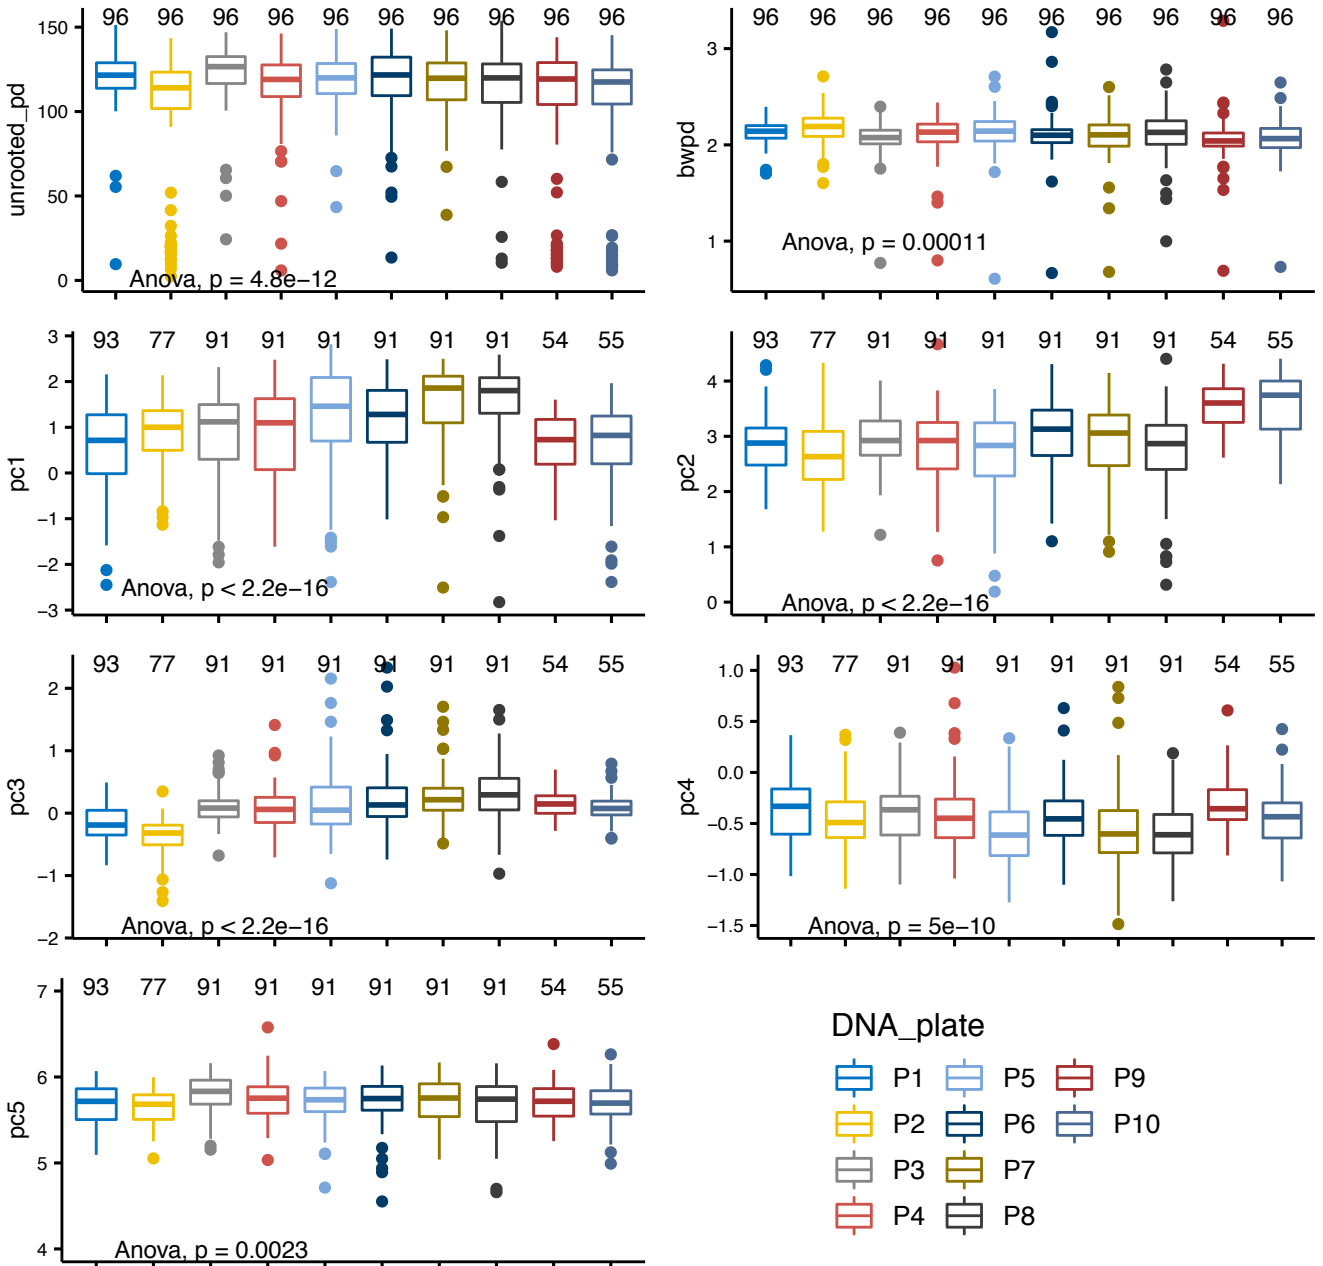 96 96 96 96 96 96 96 96 96 96
150
100
50
0
unrooted_pd
Anova, p = 4.8e−12
96 96 96 96 96 96 96 96 96 96
3
2
1
bwpd
Anova, p = 0.00011
93 77 91 91 91 91 91 91 54 55
3
2
1
0
−1
−2
−3
pc1
Anova, p < 2.2e−16
93 77 91 91 91 91 91 91 54 55
4
3
2
1
0
pc2
Anova, p < 2.2e−16
93 77 91 91 91 91 91 91 54 55
2
1
0
−1
−2
pc3
Anova, p < 2.2e−16
93 77 91 91 91 91 91 91 54 55
1.0
0.5
0.0
−0.5
−1.0
−1.5
pc4
Anova, p = 5e−10
93 77 91 91 91 91 91 91 54 55
7
6
5
4
pc5
Anova, p = 0.0023
DNA_plate
P1 P5 P9
P2 P6 P10
P3 P7
P4 P8